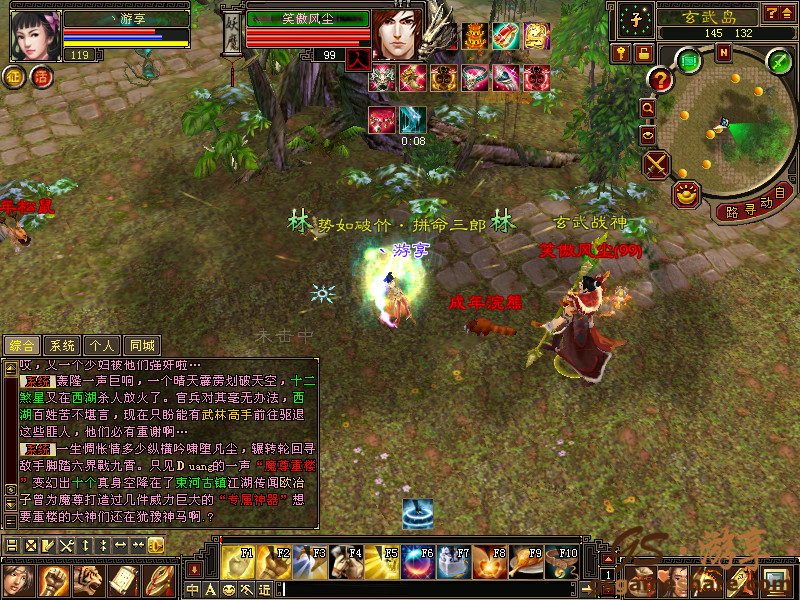 、游享
119
征
活
妖魔
笑傲风尘
99
人
0:08
子
玄武岛
145 132
N
自动寻路
年松鼠
林势如破竹·拼命三郎林
、游享
玄武战神
笑傲风尘(99)
成年浣熊
未击中
综合 系统 个人 同城
哎，又一个少妇被他们强奸啦…
系统轰隆一声巨响，一个晴天霹雳划破天空，十二
煞星又在西湖杀人放火了。官兵对其毫无办法，西
湖百姓苦不堪言，现在只盼能有武林高手前往驱退
这些匪人，他们必有重谢啊…
系统一生惆怅情多少纵横吟啸堕凡尘，辗转轮回寻
敌手脚踏六界戰九霄。只见D uang的一声“魔尊重楼
”变幻出十个真身空降在了束河古镇江湖传闻欧冶
子曾为魔尊打造过几件威力巨大的“专属神器”想
要重楼的大神们还在犹豫神马啊.？
F1 F2 F3 F4 F5 F6 F7 F8 F9 F10
1
中 A 近